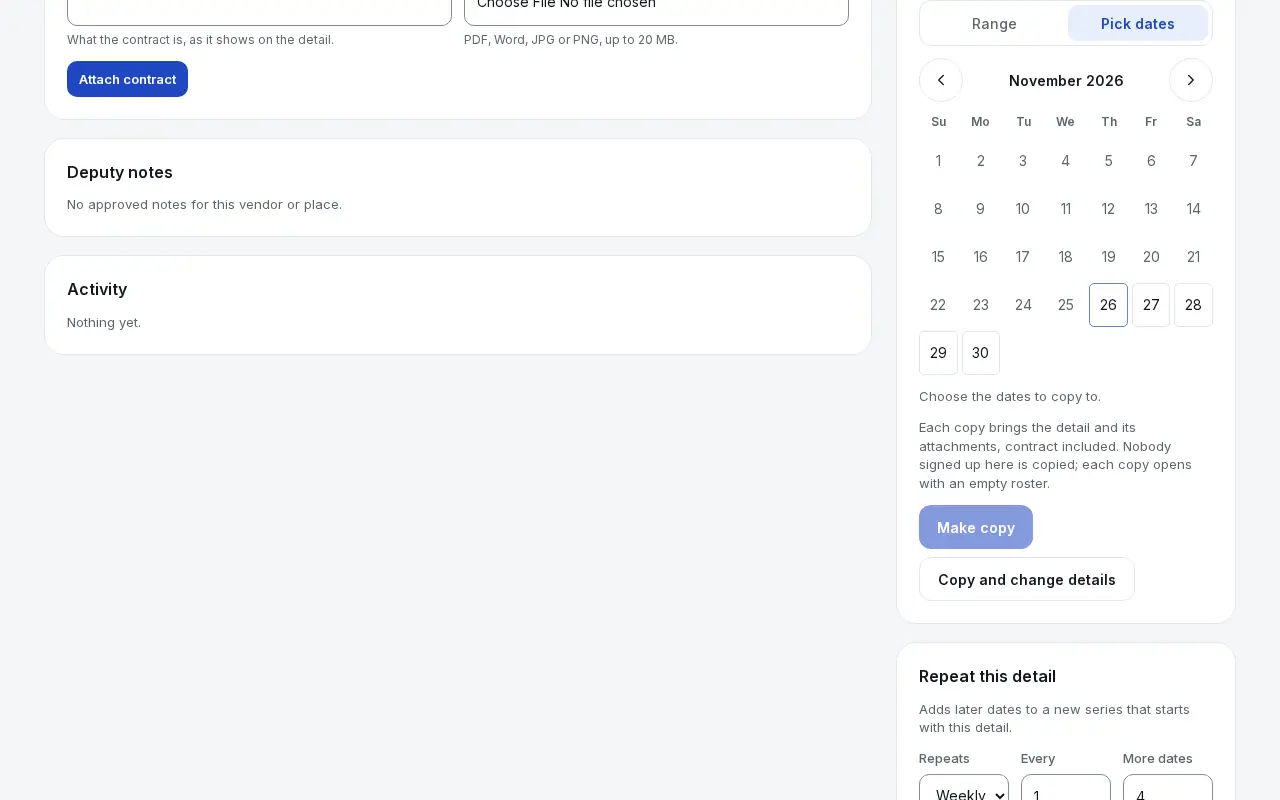 Choose File No file chosen
What the contract is, as it shows on the detail.
PDF, Word, JPG or PNG, up to 20 MB.
Attach contract
Deputy notes
No approved notes for this vendor or place.
Activity
Nothing yet.
Range
Pick dates
November 2026
Su Mo Tu We Th Fr Sa
1 2 3 4 5 6 7
8 9 10 11 12 13 14
15 16 17 18 19 20 21
22 23 24 25 26 27 28
29 30
Choose the dates to copy to.
Each copy brings the detail and its
attachments, contract included. Nobody
signed up here is copied; each copy opens
with an empty roster.
Make copy
Copy and change details
Repeat this detail
Adds later dates to a new series that starts
with this detail.
Repeats Every More dates
Weekly 1 4